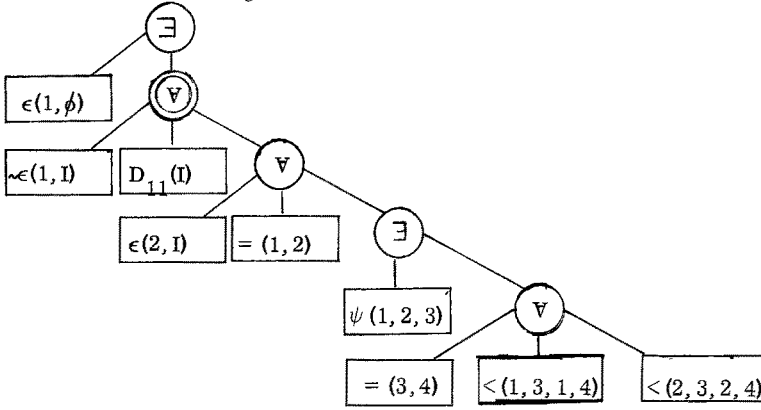 ∃
∈(1, ϕ)
∀
~∈(1, I)
D₁₁(I)
∀
∈(2, I)
= (1, 2)
∃
ψ (1, 2, 3)
∀
= (3, 4)
< (1, 3, 1, 4)
< (2, 3, 2, 4)